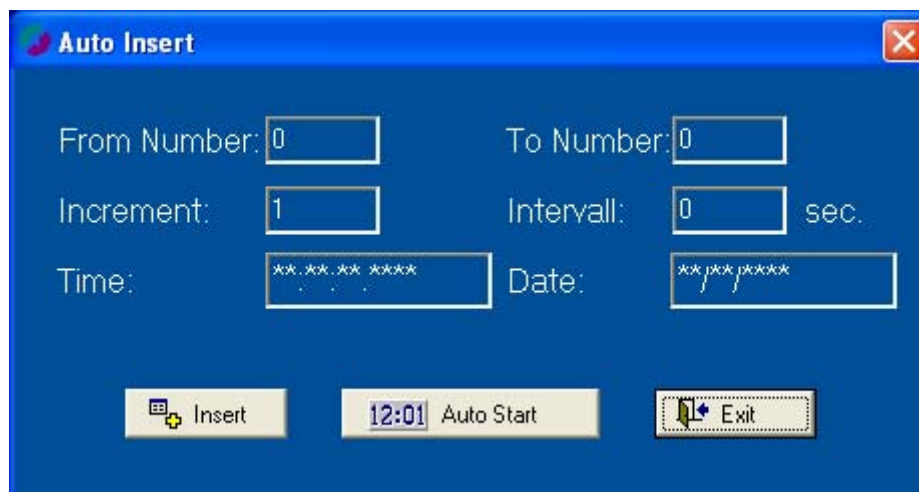 Auto Insert
From Number: 0 To Number: 0
Increment: 1 Intervall: 0 sec.
Time: **:**:**.**** Date: **/**/****
Insert 12:01 Auto Start Exit